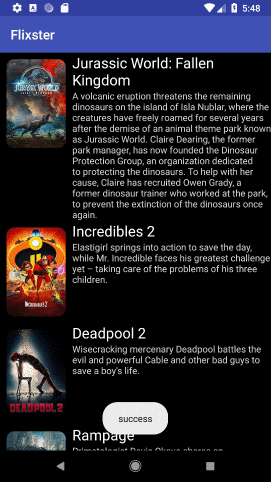 5:48
Flixster
Jurassic World: Fallen
Kingdom
A volcanic eruption threatens the remaining
dinosaurs on the island of Isla Nublar, where the
creatures have freely roamed for several years
after the demise of an animal theme park known
as Jurassic World. Claire Dearing, the former
park manager, has now founded the Dinosaur
Protection Group, an organization dedicated
to protecting the dinosaurs. To help with her
cause, Claire has recruited Owen Grady, a
former dinosaur trainer who worked at the park,
to prevent the extinction of the dinosaurs once
again.
JURASSIC WORLD
Incredibles 2
Elastigirl springs into action to save the day,
while Mr. Incredible faces his greatest challenge
yet – taking care of the problems of his three
children.
INCREDIBLES 2
Deadpool 2
Wisecracking mercenary Deadpool battles the
evil and powerful Cable and other bad guys to
save a boy's life.
DEADPOOL 2
success
Rampage